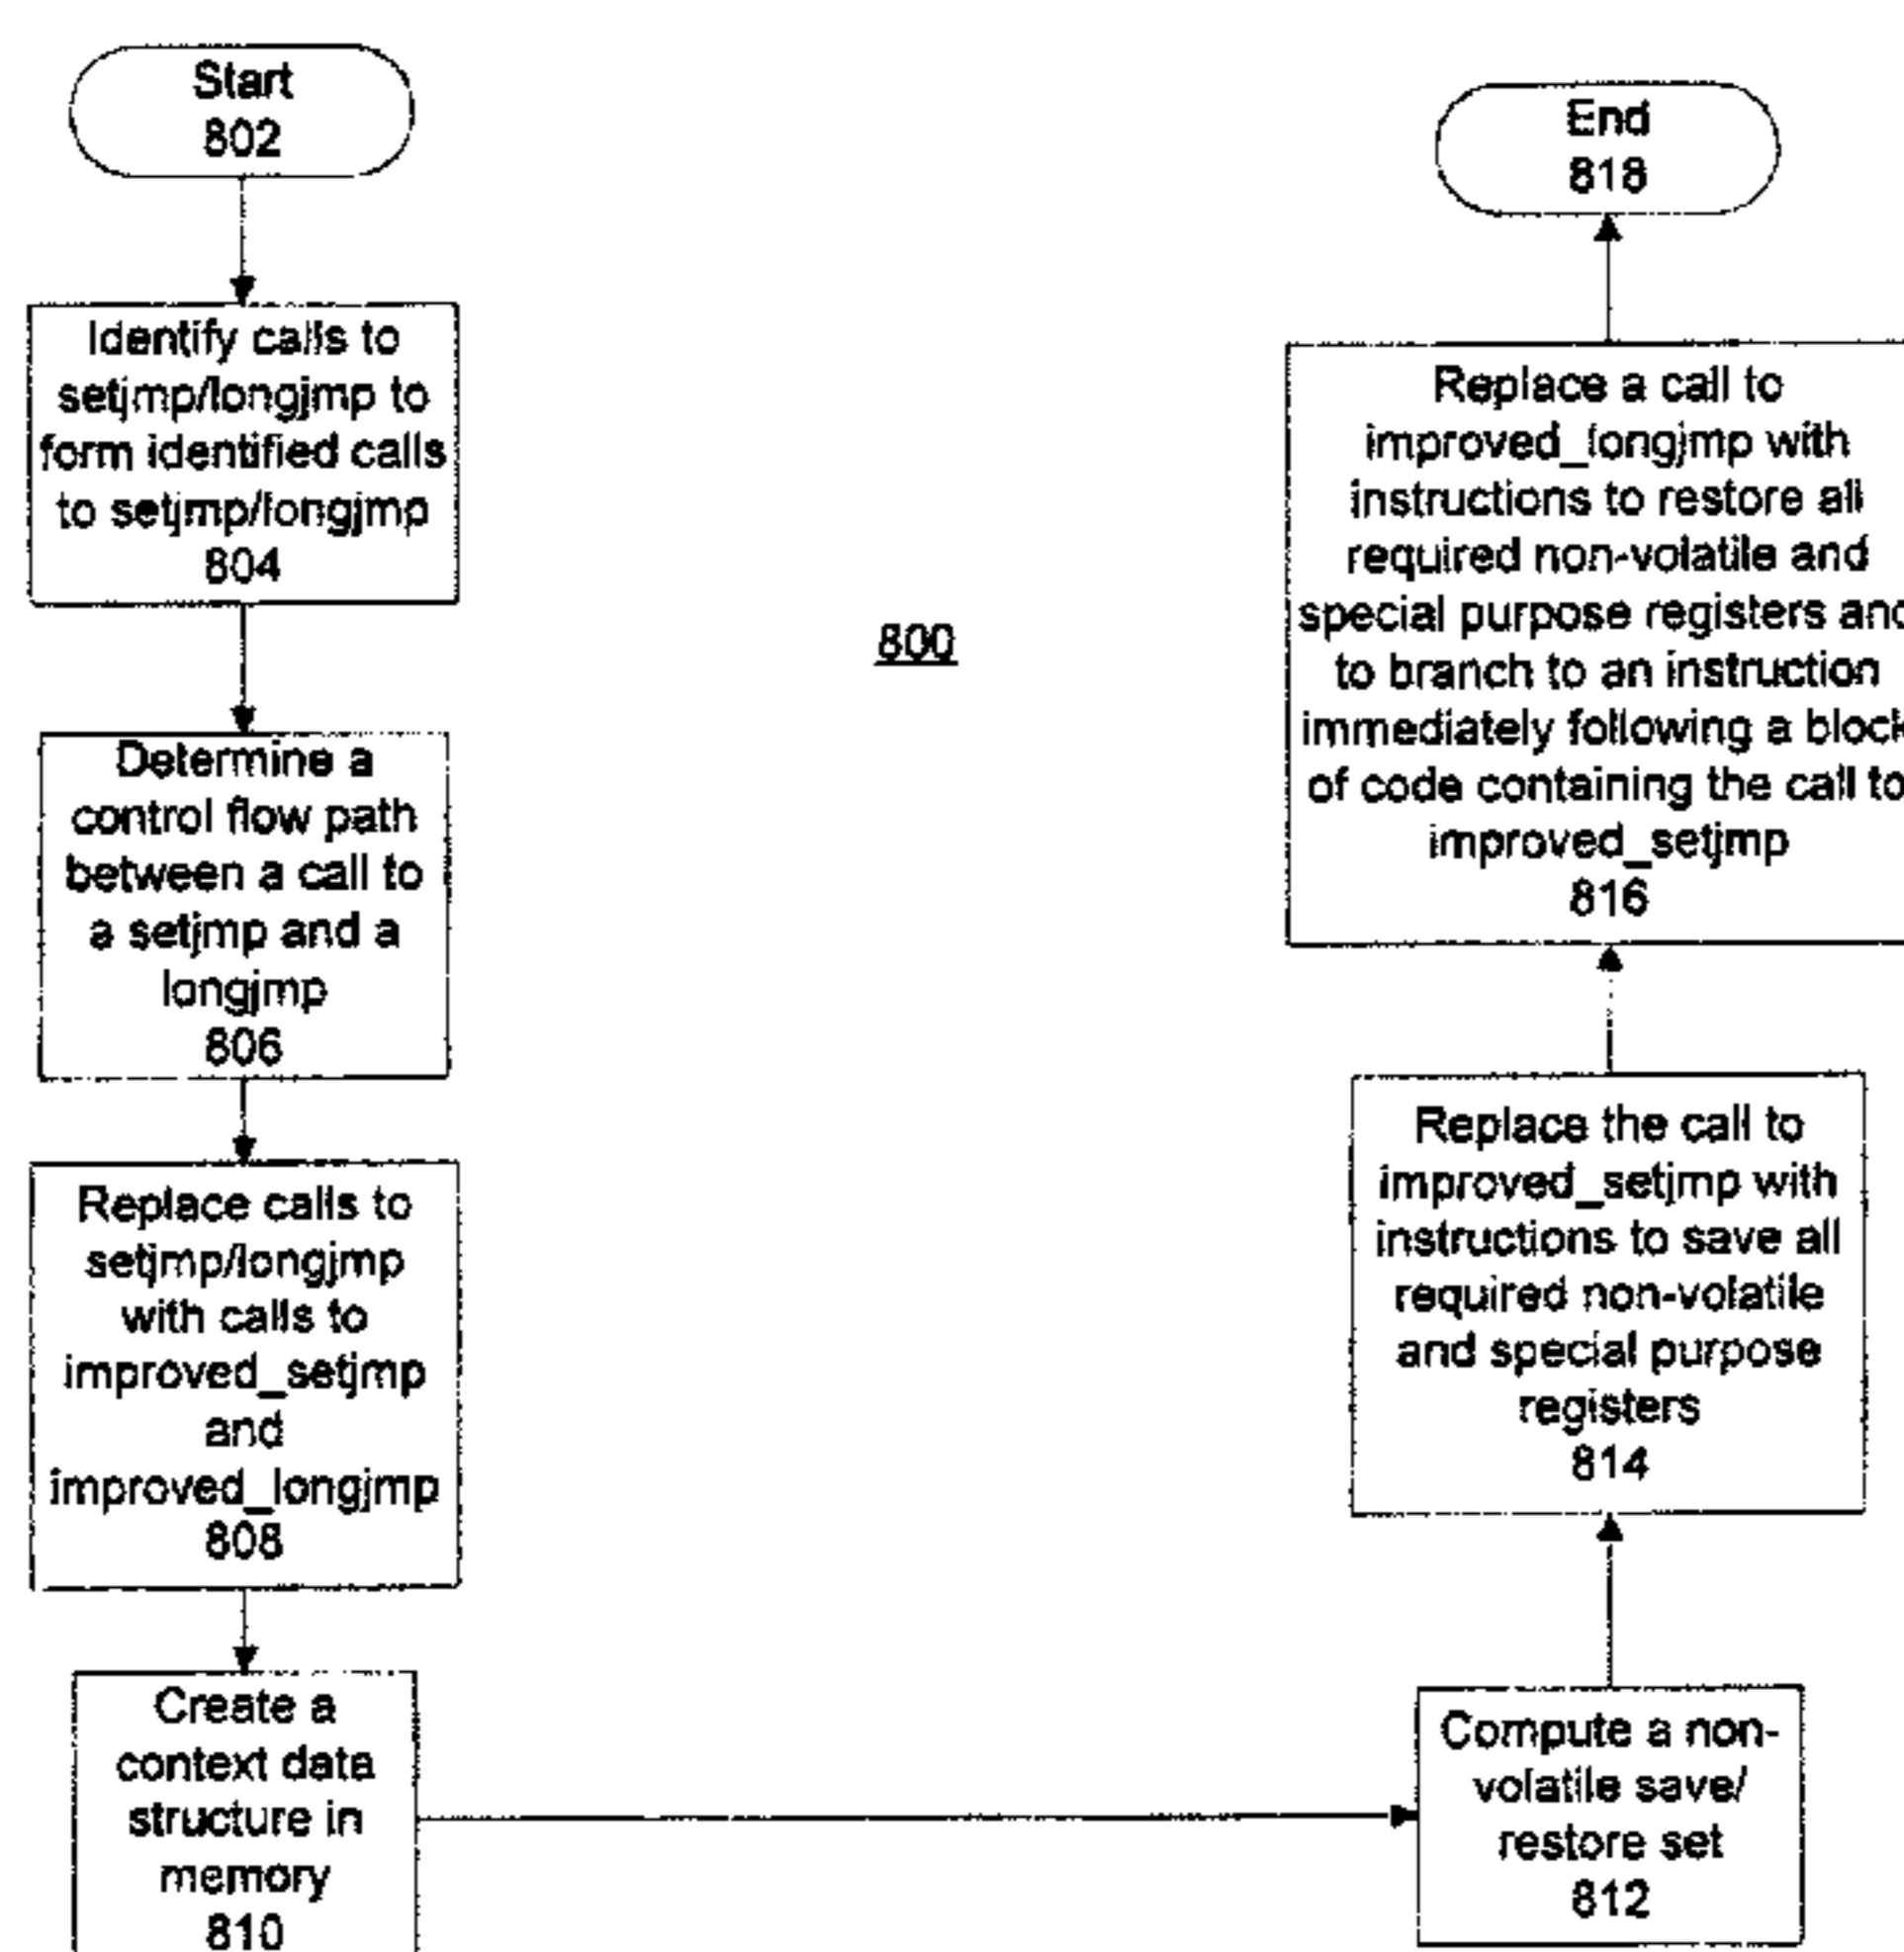 Start
802
Identify calls to
setjmp/longjmp to
form identified calls
to setjmp/longjmp
804
Determine a
control flow path
between a call to
a setjmp and a
longjmp
806
Replace calls to
setjmp/longjmp
with calls to
improved_setjmp
and
improved_longjmp
808
Create a
context data
structure in
memory
810
800
End
818
Replace a call to
improved_longjmp with
instructions to restore all
required non-volatile and
special purpose registers and
to branch to an instruction
immediately following a block
of code containing the call to
improved_setjmp
816
Replace the call to
improved_setjmp with
instructions to save all
required non-volatile
and special purpose
registers
814
Compute a non-
volatile save/
restore set
812